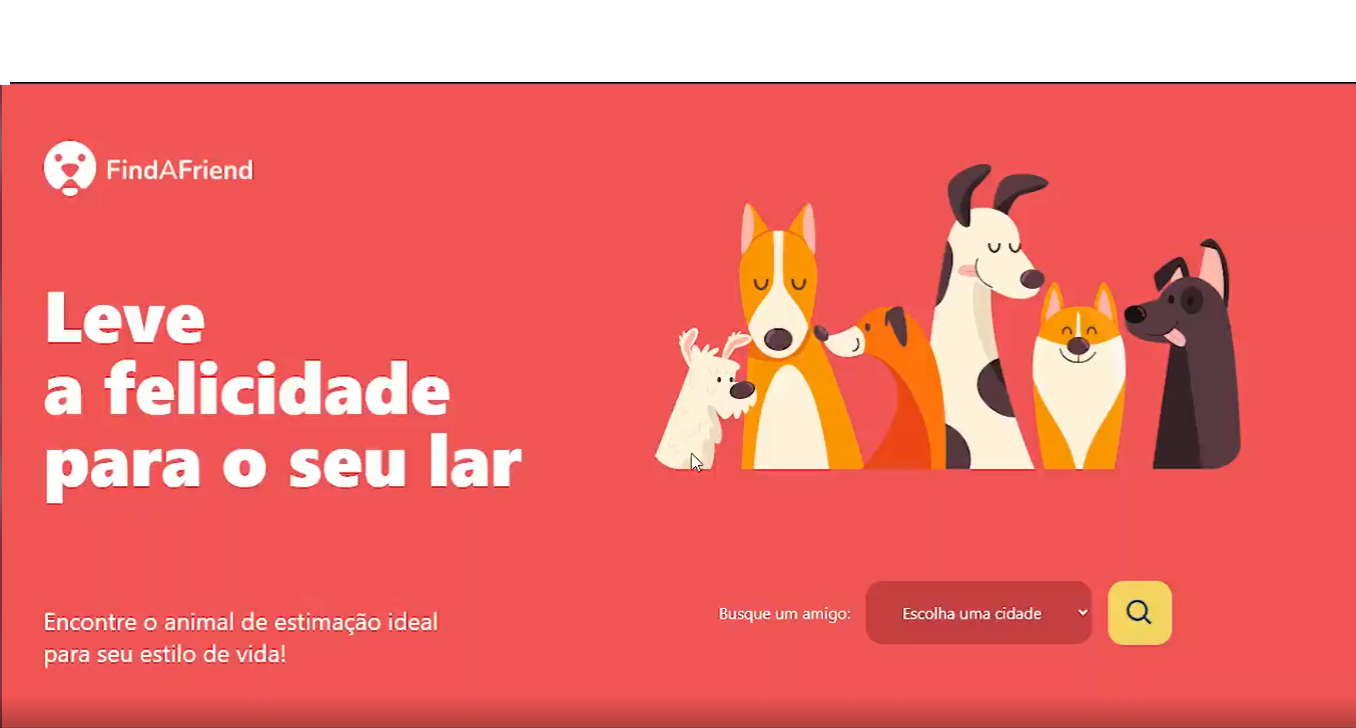 FindAFriend
Leve
a felicidade
para o seu lar
Encontre o animal de estimação ideal
para seu estilo de vida!
Busque um amigo:
Escolha uma cidade